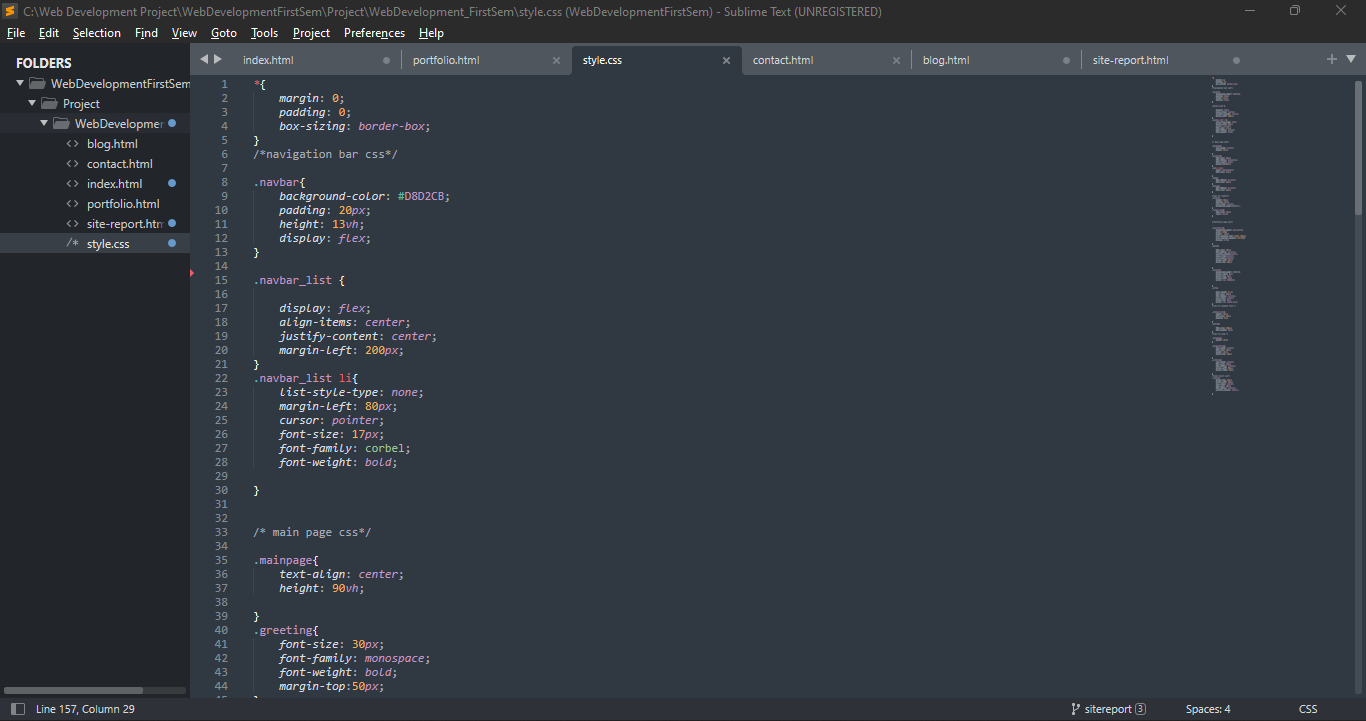 C:\Web Development Project\WebDevelopmentFirstSem\Project\WebDevelopment_FirstSem\style.css (WebDevelopmentFirstSem) - Sublime Text (UNREGISTERED)
File Edit Selection Find View Goto Tools Project Preferences Help
FOLDERS
WebDevelopmentFirstSem
Project
WebDevelopmer
<> blog.html
<> contact.html
<> index.html
<> portfolio.html
<> site-report.htm
/* style.css
index.html portfolio.html style.css contact.html blog.html site-report.html
1 *{
2 margin: 0;
3 padding: 0;
4 box-sizing: border-box;
5 }
6 /*navigation bar css*/
7
8 .navbar{
9 background-color: #D8D2CB;
10 padding: 20px;
11 height: 13vh;
12 display: flex;
13 }
14
15 .navbar_list {
16
17 display: flex;
18 align-items: center;
19 justify-content: center;
20 margin-left: 200px;
21 }
22 .navbar_list li{
23 list-style-type: none;
24 margin-left: 80px;
25 cursor: pointer;
26 font-size: 17px;
27 font-family: corbel;
28 font-weight: bold;
29
30 }
31
32
33 /* main page css*/
34
35 .mainpage{
36 text-align: center;
37 height: 90vh;
38
39 }
40 .greeting{
41 font-size: 30px;
42 font-family: monospace;
43 font-weight: bold;
44 margin-top:50px;
Line 157, Column 29
sitereport 3 Spaces: 4 CSS